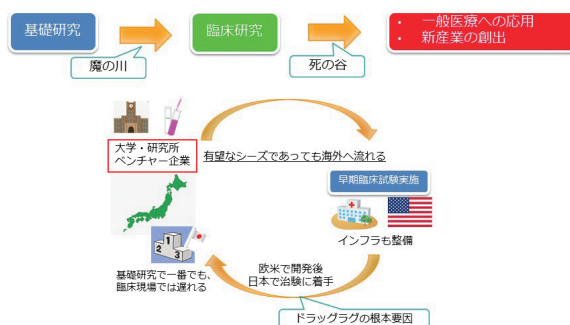 基礎研究
臨床研究
・ 一般医療への応用
・ 新産業の創出
魔の川
死の谷
大学・研究所
ベンチャー企業
有望なシーズであっても海外へ流れる
早期臨床試験実施
インフラも整備
1
2
3
基礎研究で一番でも、
臨床現場では遅れる
欧米で開発後
日本で治験に着手
ドラッグラグの根本要因